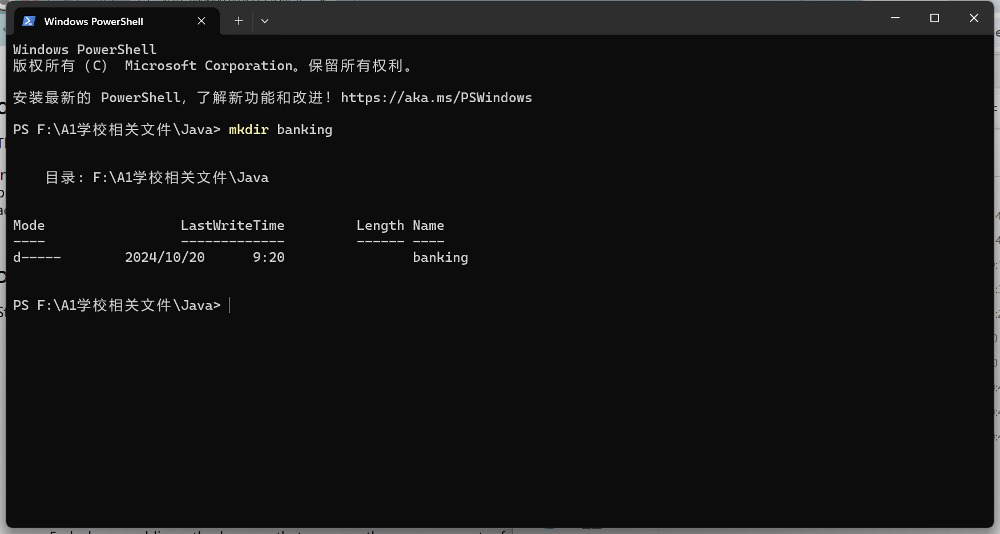 Windows PowerShell
Windows PowerShell
版权所有（C） Microsoft Corporation。保留所有权利。
安装最新的 PowerShell，了解新功能和改进！https://aka.ms/PSWindows
PS F:\A1学校相关文件\Java> mkdir banking
目录: F:\A1学校相关文件\Java
Mode                 LastWriteTime         Length Name
----                 -------------         ------ ----
d-----        2024/10/20      9:20                banking
PS F:\A1学校相关文件\Java>